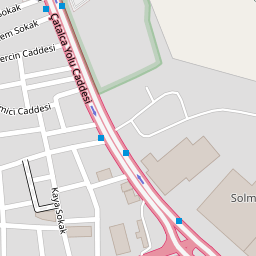 Sokak
em Sokak
ercin Caddesi
Çatalca Yolu Caddesi
mici Caddesi
Kaya Sokak
Solm